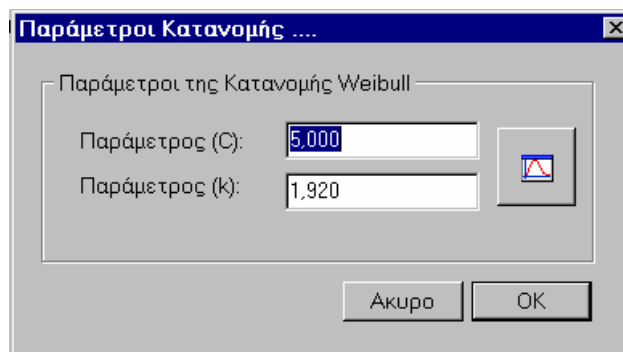 Παράμετροι Κατανομής ....
Παράμετροι της Κατανομής Weibull
Παράμετρος (C): 5,000
Παράμετρος (k): 1,920
Ακυρο OK